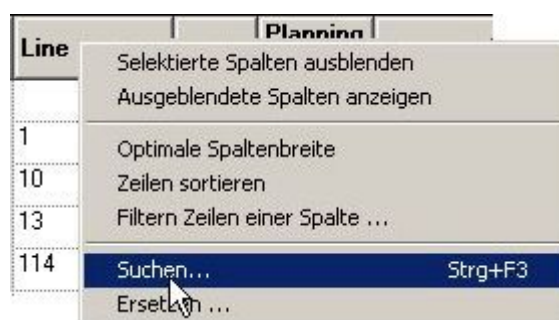 Planning
Line
Selektierte Spalten ausblenden
Ausgeblendete Spalten anzeigen
1
Optimale Spaltenbreite
10
Zeilen sortieren
13
Filtern Zeilen einer Spalte ...
114
Suchen... Strg+F3
Ersetzen ...